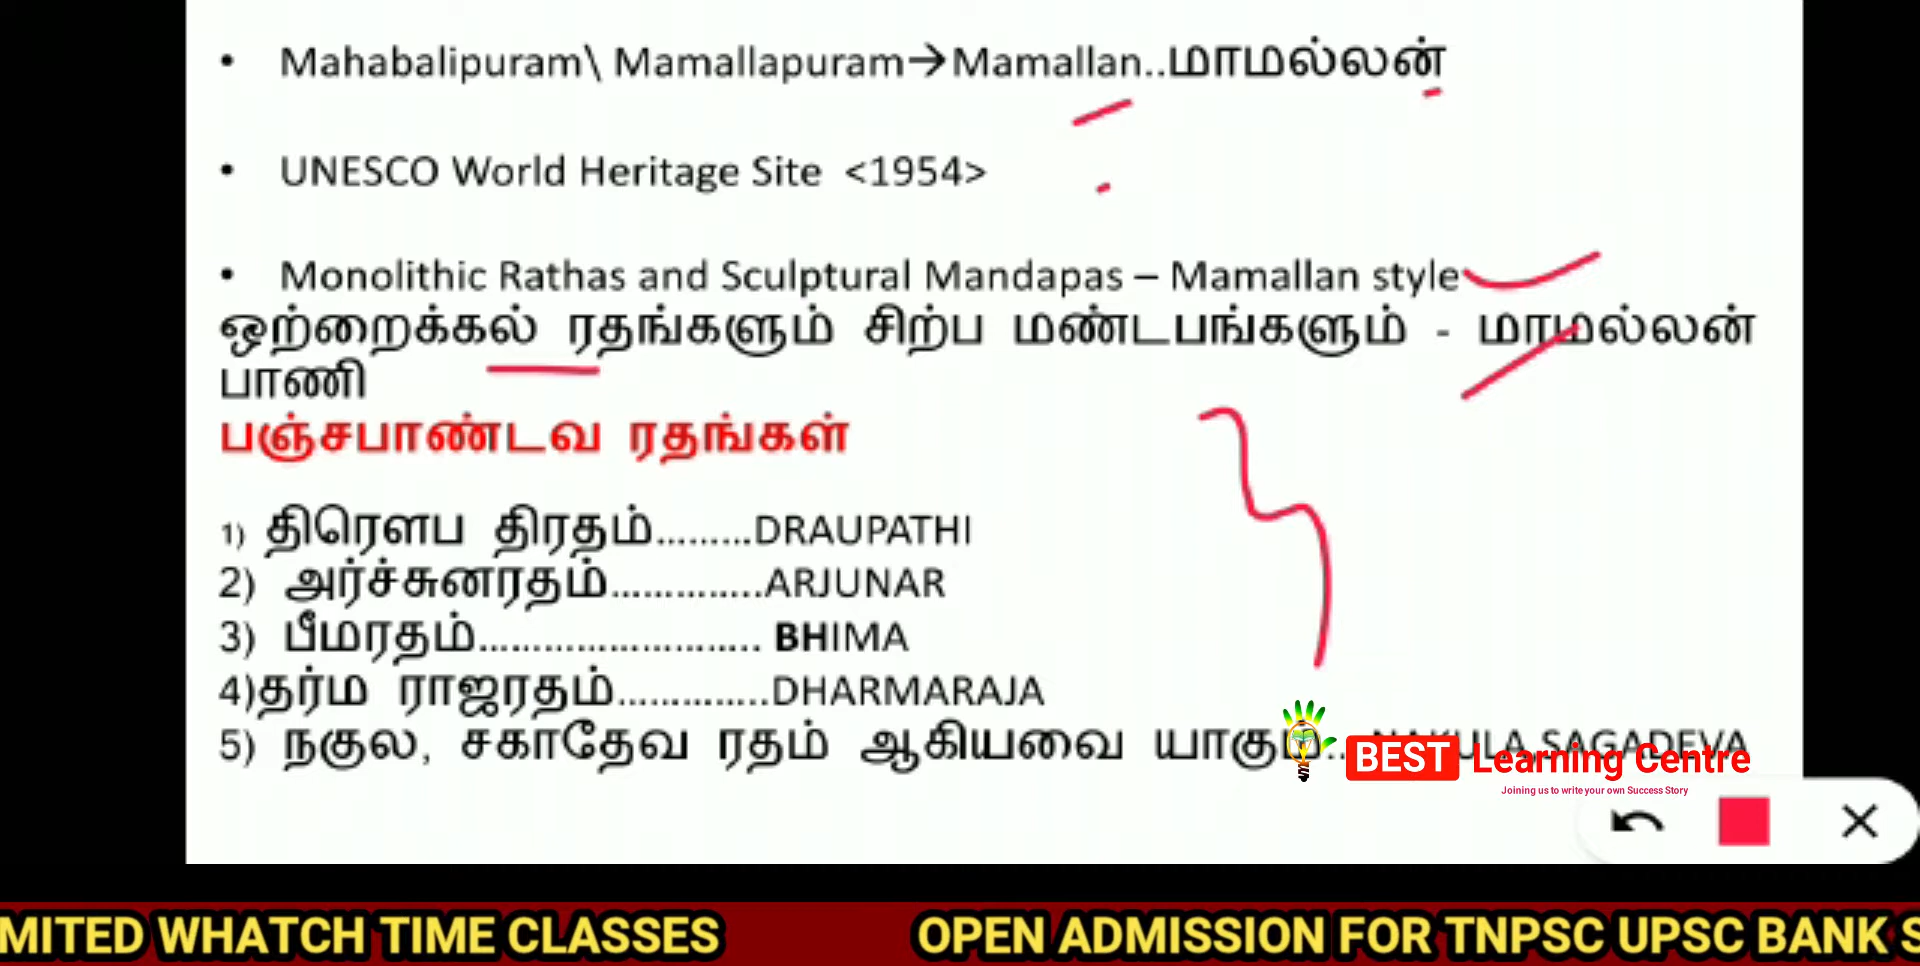 • Mahabalipuram\ Mamallapuram→Mamallan..மாமல்லன்
• UNESCO World Heritage Site <1954>
• Monolithic Rathas and Sculptural Mandapas – Mamallan style
ஒற்றைக்கல் ரதங்களும் சிற்ப மண்டபங்களும் - மாமல்லன்
பாணி
பஞ்சபாண்டவ ரதங்கள்
1) திரௌப திரதம்.........DRAUPATHI
2) அர்ச்சுனரதம்..............ARJUNAR
3) பீமரதம்.......................... BHIMA
4)தர்ம ராஜரதம்..............DHARMARAJA
5) நகுல, சகாதேவ ரதம் ஆகியவை யாகும்... NAKULA,SAGADEVA
BEST Learning Centre
Joining us to write your own Success Story
MITED WHATCH TIME CLASSES OPEN ADMISSION FOR TNPSC UPSC BANK S